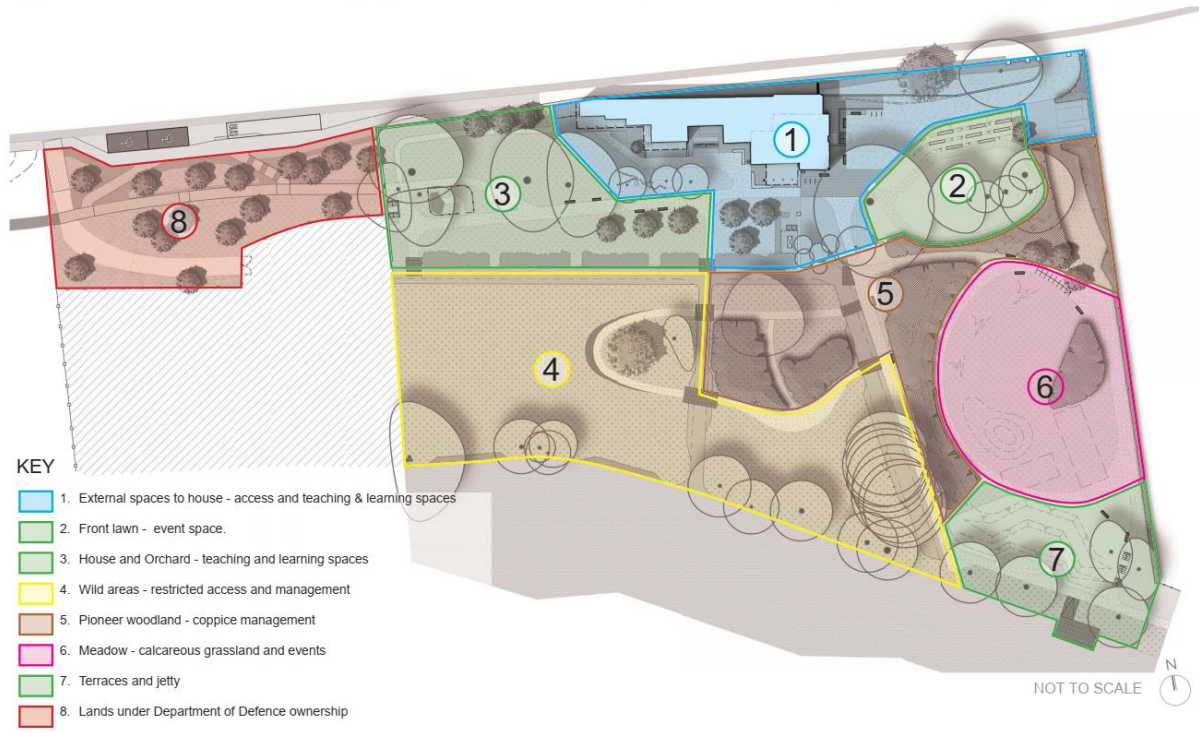 1
2
3
8
5
4
6
7
KEY
1. External spaces to house - access and teaching & learning spaces
2. Front lawn - event space.
3. House and Orchard - teaching and learning spaces
4. Wild areas - restricted access and management
5. Pioneer woodland - coppice management
6. Meadow - calcareous grassland and events
7. Terraces and jetty
8. Lands under Department of Defence ownership
NOT TO SCALE
N